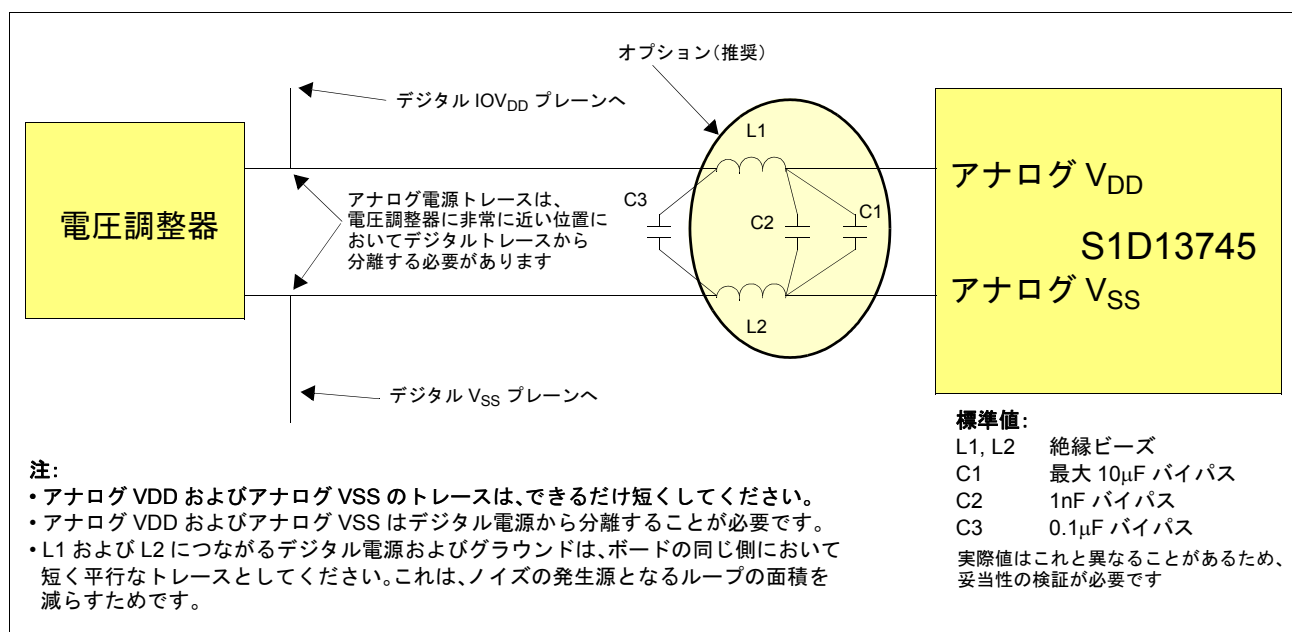 オプション(推奨)
デジタル IOVDD プレーンへ
L1
電圧調整器
アナログ電源トレースは、
電圧調整器に非常に近い位置に
おいてデジタルトレースから
分離する必要があります
C3
C2
C1
アナログ VDD
S1D13745
アナログ VSS
L2
デジタル VSS プレーンへ
標準値:
L1, L2 絶縁ビーズ
C1 最大 10μF バイパス
C2 1nF バイパス
C3 0.1μF バイパス
実際値はこれと異なることがあるため、
妥当性の検証が必要です
注:
• アナログ VDD およびアナログ VSS のトレースは、できるだけ短くしてください。
• アナログ VDD およびアナログ VSS はデジタル電源から分離することが必要です。
• L1 および L2 につながるデジタル電源およびグラウンドは、ボードの同じ側において
短く平行なトレースとしてください。これは、ノイズの発生源となるループの面積を
減らすためです。